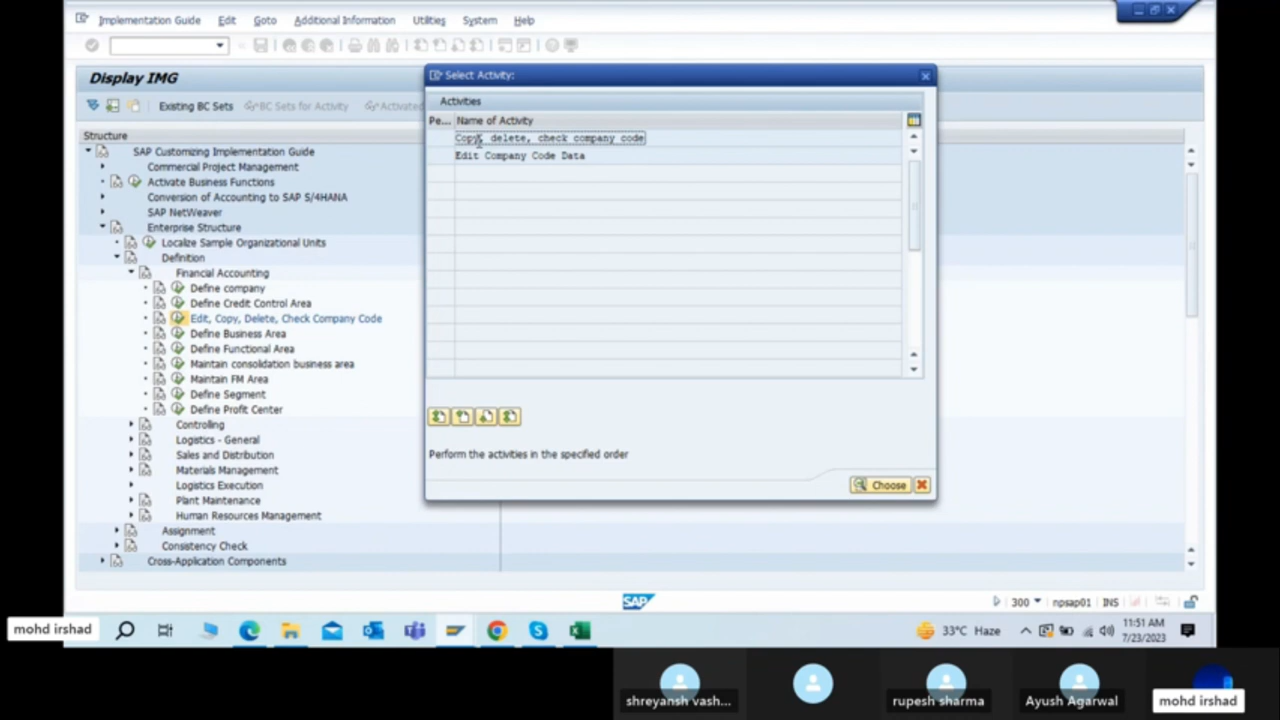 Implementation Guide Edit Goto Additional Information Utilities System Help
Display IMG
Existing BC Sets BC Sets for Activity Activated
Structure
SAP Customizing Implementation Guide
Commercial Project Management
Activate Business Functions
Conversion of Accounting to SAP S/4HANA
SAP NetWeaver
Enterprise Structure
Localize Sample Organizational Units
Definition
Financial Accounting
Define company
Define Credit Control Area
Edit, Copy, Delete, Check Company Code
Define Business Area
Define Functional Area
Maintain consolidation business area
Maintain FM Area
Define Segment
Define Profit Center
Controlling
Logistics - General
Sales and Distribution
Materials Management
Logistics Execution
Plant Maintenance
Human Resources Management
Assignment
Consistency Check
Cross-Application Components
Select Activity:
Activities
Pe... Name of Activity
Copy, delete, check company code
Edit Company Code Data
Perform the activities in the specified order
Choose
SAP
300 npsap01 INS
mohd irshad
33°C Haze
11:51 AM
7/23/2023
shreyansh vash...
rupesh sharma
Ayush Agarwal
mohd irshad